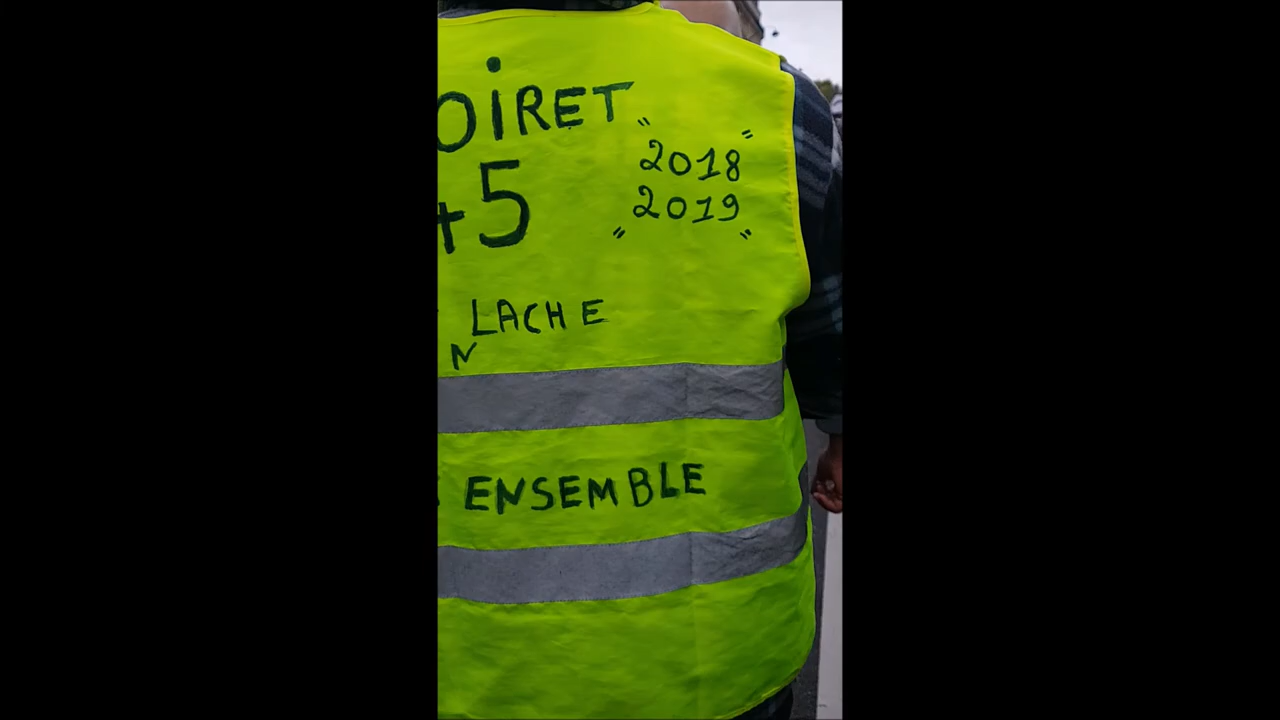 OIRET
„ "
2018
45
2019
" "
LACHE
N
ENSEMBLE